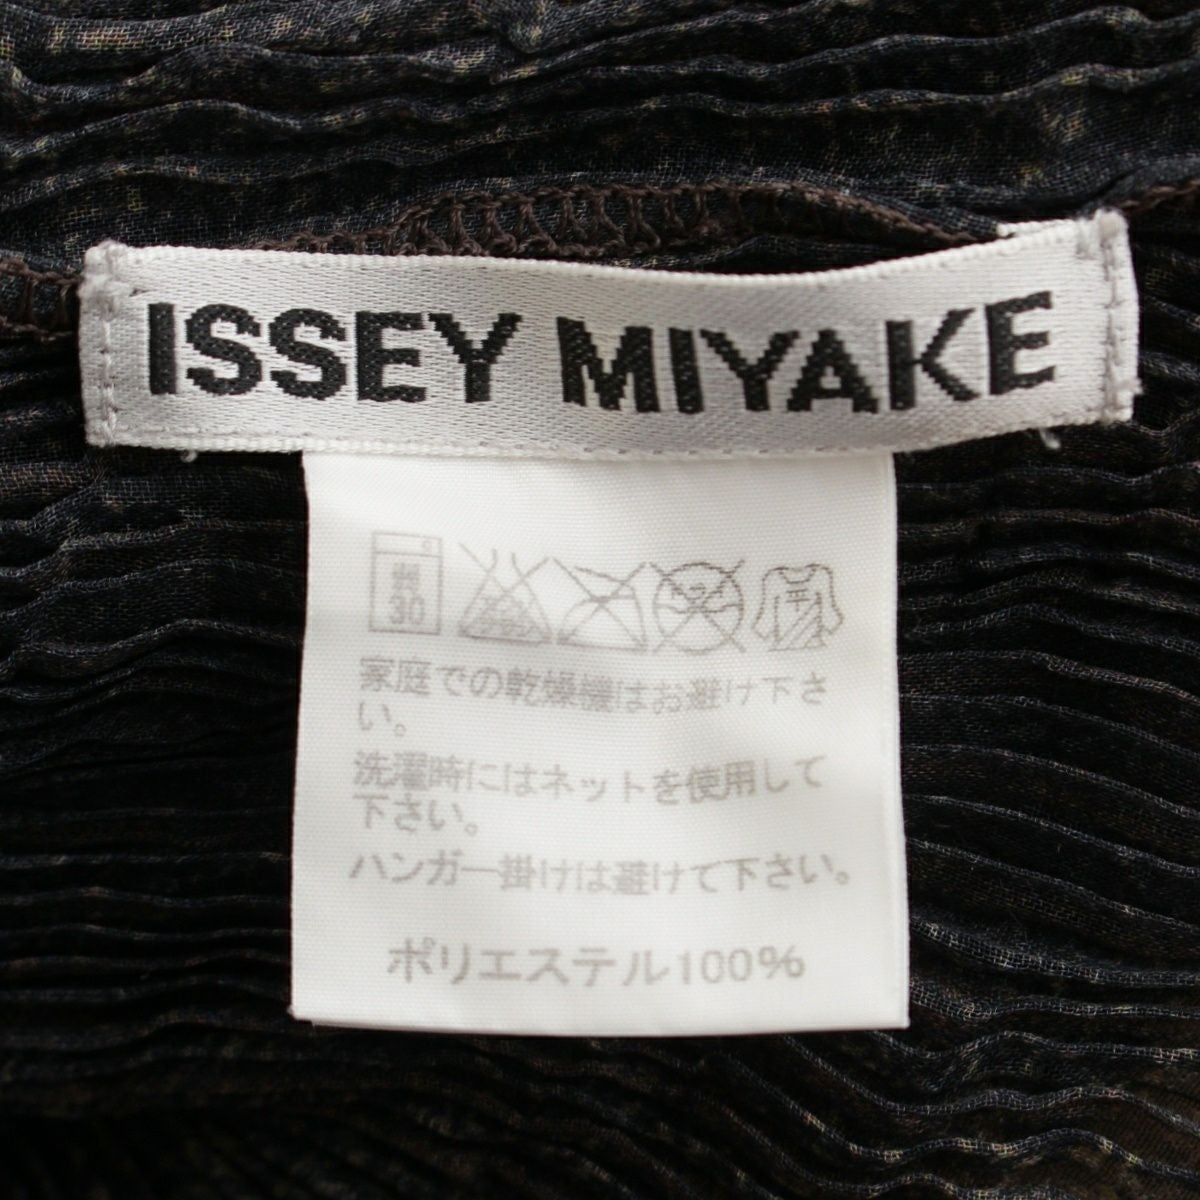 ISSEY MIYAKE
弱
30
家庭での乾燥機はお避け下さ
い。
洗濯時にはネットを使用して
下さい。
ハンガー掛けは避けて下さい。
ポリエステル100%